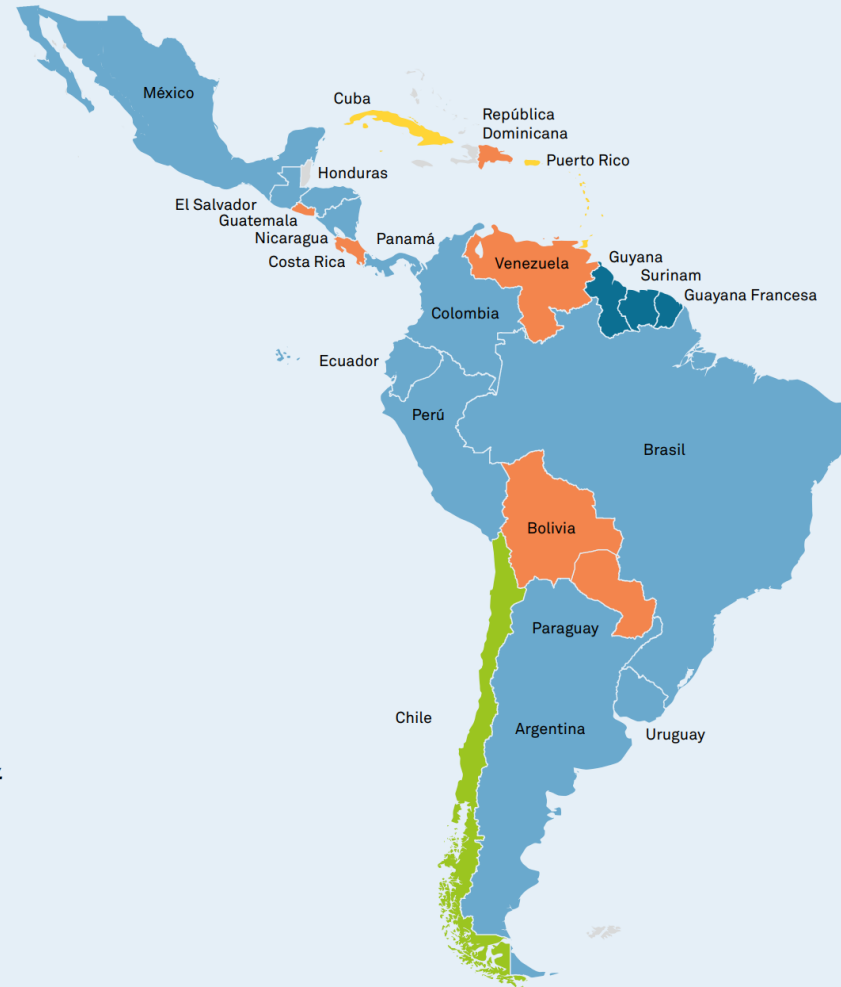 México
Cuba
República
Dominicana
Puerto Rico
Honduras
El Salvador
Guatemala
Nicaragua
Panamá
Costa Rica
Venezuela
Guyana
Surinam
Guayana Francesa
Colombia
Ecuador
Perú
Brasil
Bolivia
Paraguay
Chile
Argentina
Uruguay